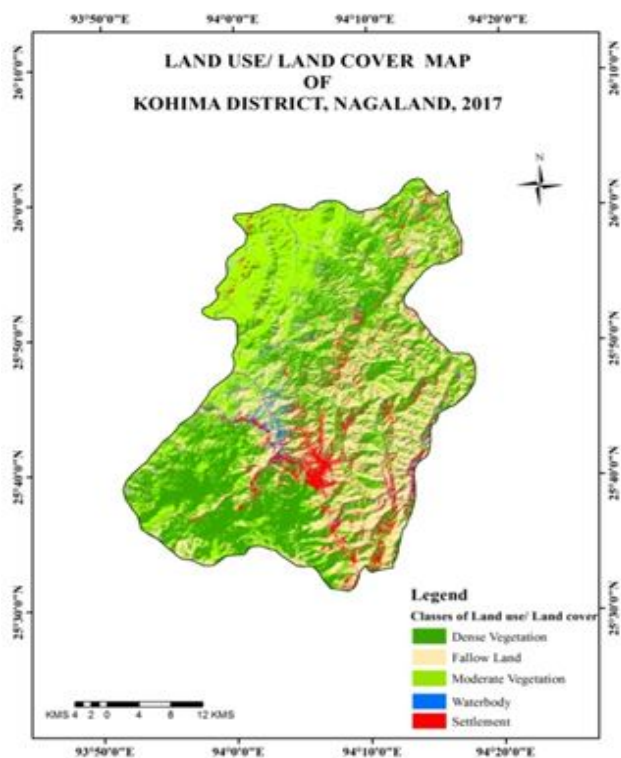 93°50'0"E 94°0'0"E 94°10'0"E 94°20'0"E
LAND USE/ LAND COVER MAP
OF
KOHIMA DISTRICT, NAGALAND, 2017
N
26°10'0"N 26°10'0"N
26°0'0"N 26°0'0"N
25°50'0"N 25°50'0"N
25°40'0"N 25°40'0"N
25°30'0"N 25°30'0"N
Legend
Classes of Land use/ Land cover
Dense Vegetation
Fallow Land
Moderate Vegetation
Waterbody
Settlement
KMS 4 2 0 4 8 12 KMS
93°50'0"E 94°0'0"E 94°10'0"E 94°20'0"E